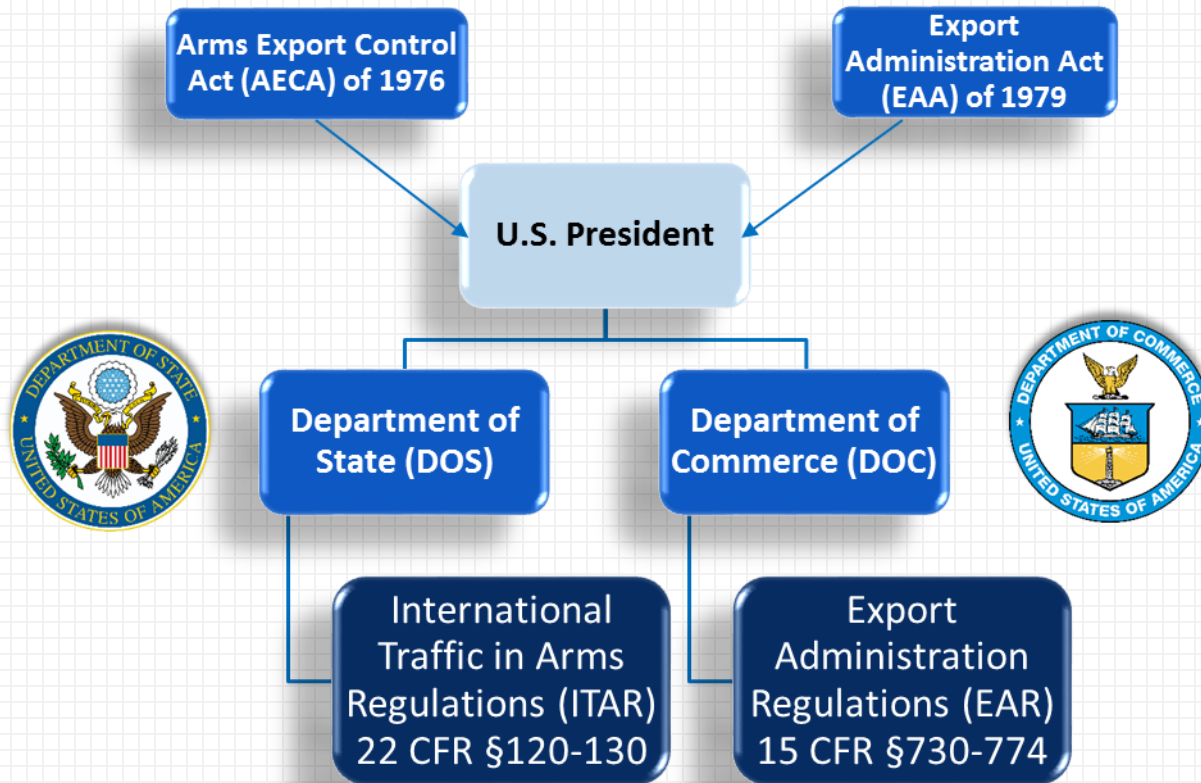 Arms Export Control
Act (AECA) of 1976
Export
Administration Act
(EAA) of 1979
U.S. President
DEPARTMENT OF STATE
UNITED STATES OF AMERICA
Department of
State (DOS)
Department of
Commerce (DOC)
DEPARTMENT OF COMMERCE
UNITED STATES OF AMERICA
International
Traffic in Arms
Regulations (ITAR)
22 CFR §120-130
Export
Administration
Regulations (EAR)
15 CFR §730-774